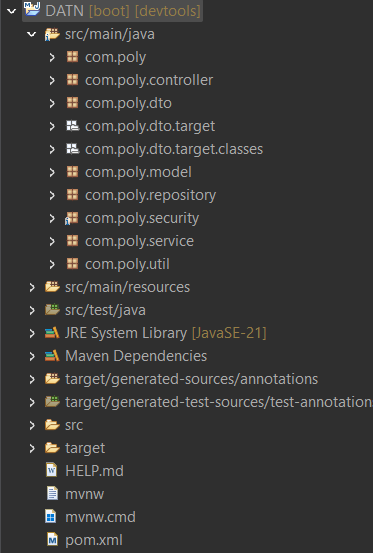 DATN [boot] [devtools]
src/main/java
com.poly
com.poly.controller
com.poly.dto
com.poly.dto.target
com.poly.dto.target.classes
com.poly.model
com.poly.repository
com.poly.security
com.poly.service
com.poly.util
src/main/resources
src/test/java
JRE System Library [JavaSE-21]
Maven Dependencies
target/generated-sources/annotations
target/generated-test-sources/test-annotations
src
target
HELP.md
mvnw
mvnw.cmd
pom.xml